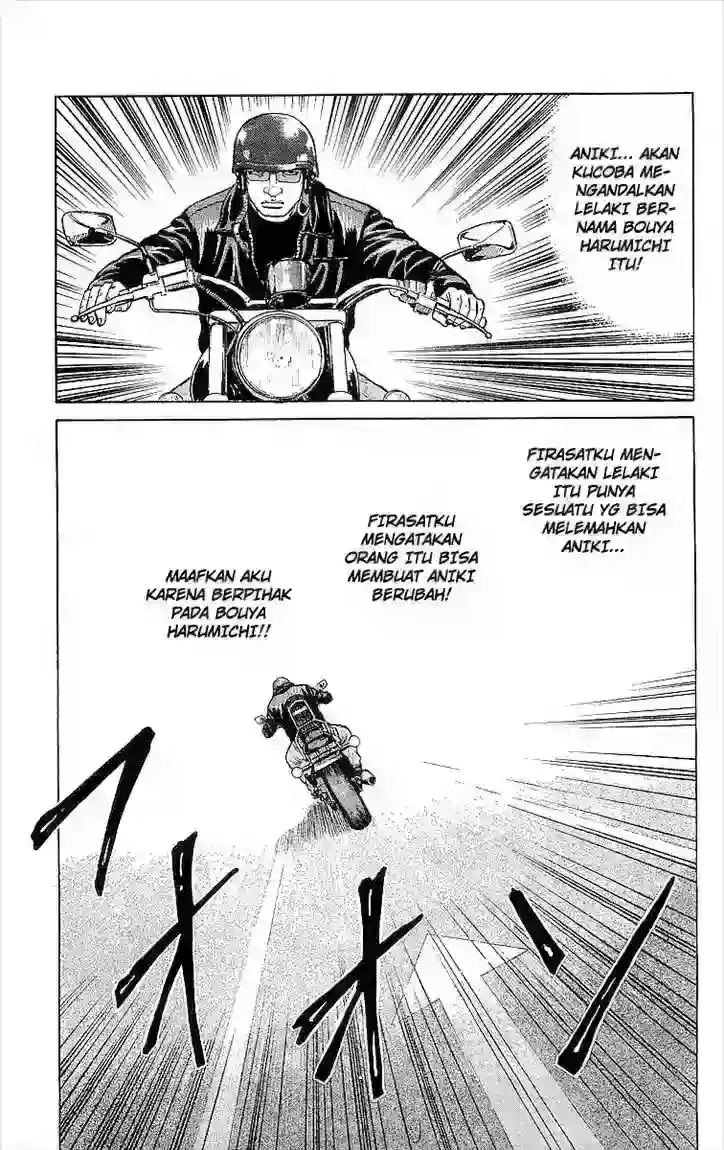 ANIKI... AKAN
KUCOBA ME-
NGANDALKAN
LELAKI BER-
NAMA BOUYA
HARUMICHI
ITU!
FIRASATKU MEN-
GATAKAN LELAKI
ITU PUNYA
SESUATU YG BISA
MELEMAHKAN
ANIKI...
FIRASATKU
MENGATAKAN
ORANG ITU BISA
MEMBUAT ANIKI
BERUBAH!
MAAFKAN AKU
KARENA BERPIHAK
PADA BOUYA
HARUMICHI!!
フォオン